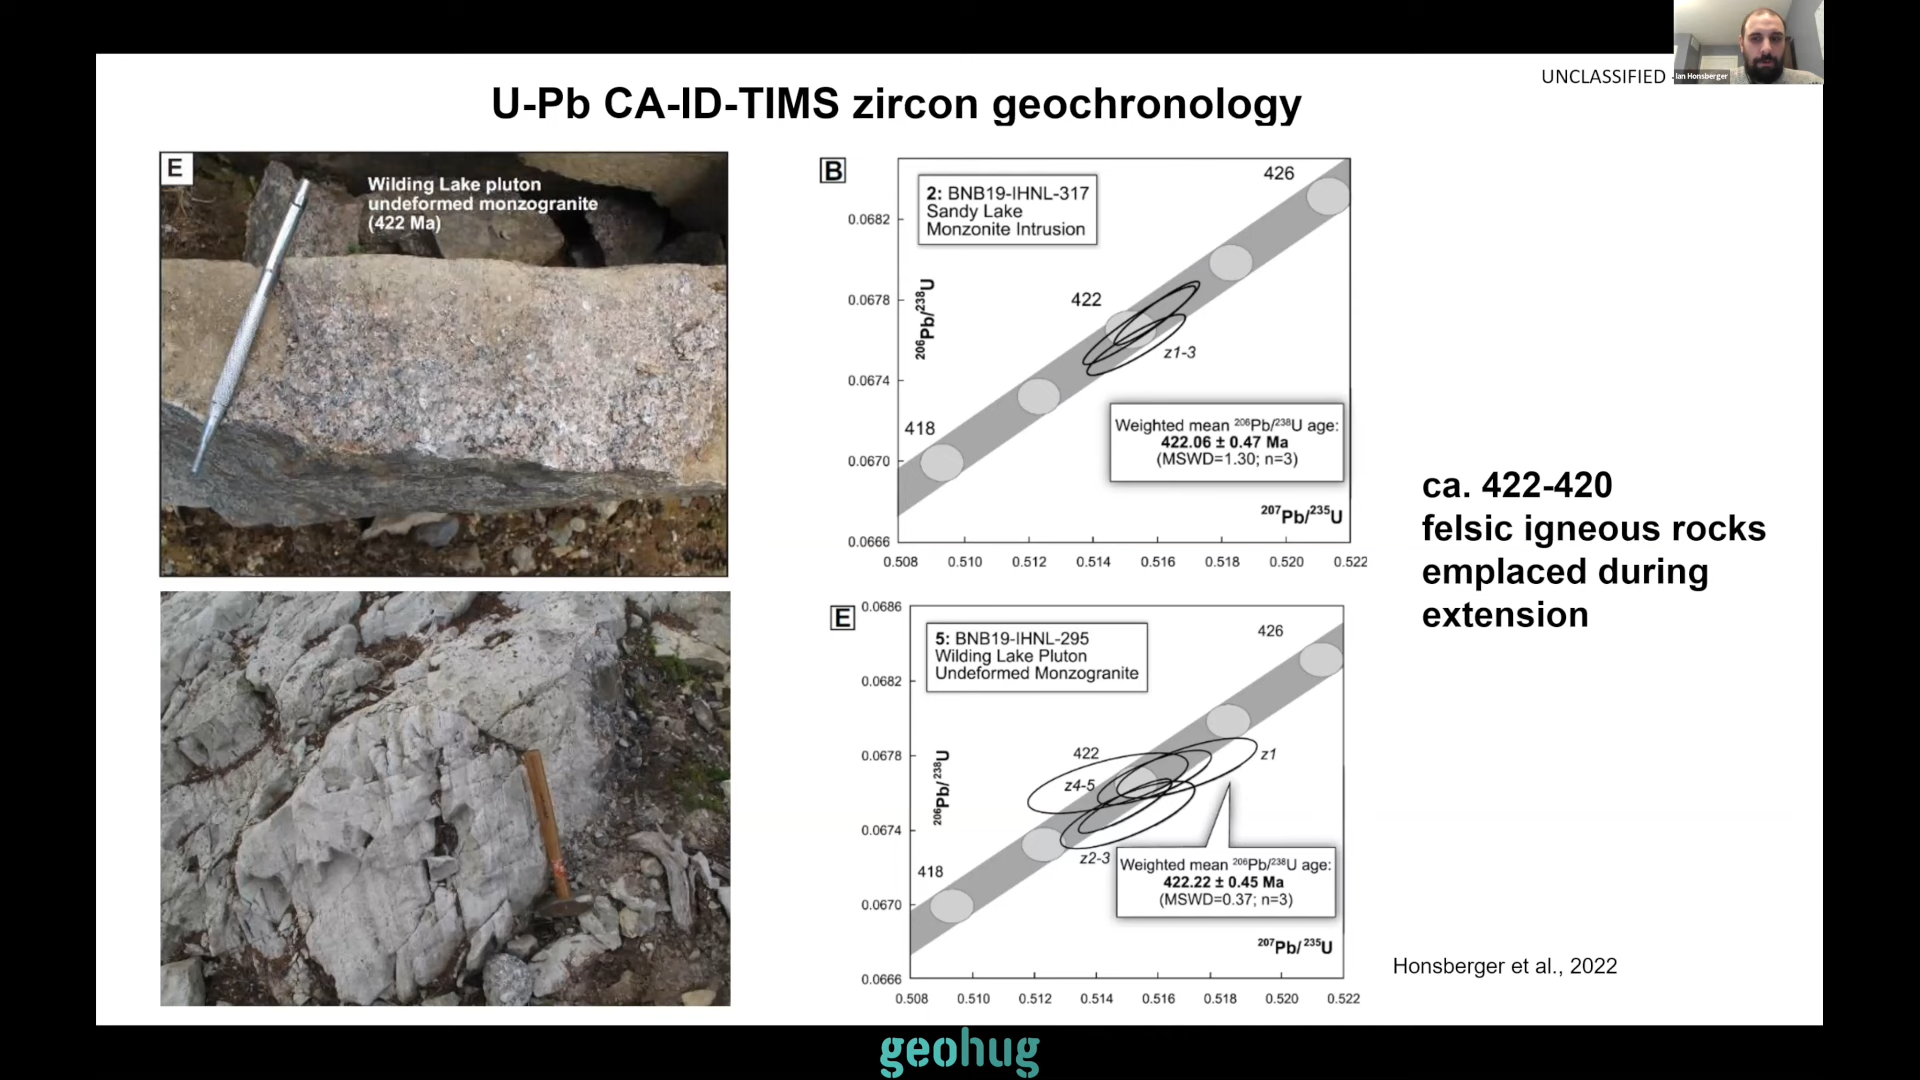 UNCLASSIFIED -
Ian Honsberger
U-Pb CA-ID-TIMS zircon geochronology
E
Wilding Lake pluton
undeformed monzogranite
(422 Ma)
B
2: BNB19-IHNL-317
Sandy Lake
Monzonite Intrusion
426
422
418
z1-3
0.0682
0.0678
0.0674
0.0670
0.0666
206Pb/238U
Weighted mean 206Pb/238U age:
422.06 ± 0.47 Ma
(MSWD=1.30; n=3)
207Pb/235U
0.508 0.510 0.512 0.514 0.516 0.518 0.520 0.522
E
5: BNB19-IHNL-295
Wilding Lake Pluton
Undeformed Monzogranite
426
422
418
z1
z4-5
z2-3
0.0686
0.0682
0.0678
0.0674
0.0670
0.0666
206Pb/238U
Weighted mean 206Pb/238U age:
422.22 ± 0.45 Ma
(MSWD=0.37; n=3)
207Pb/235U
0.508 0.510 0.512 0.514 0.516 0.518 0.520 0.522
ca. 422-420
felsic igneous rocks
emplaced during
extension
Honsberger et al., 2022
geohug